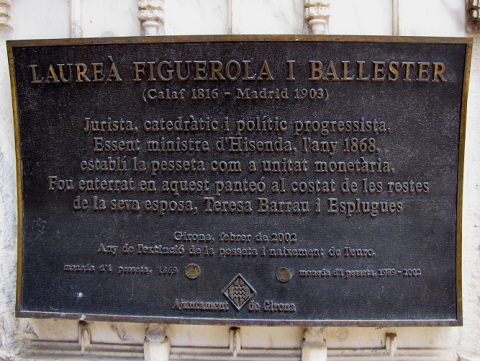 LAUREÀ FIGUEROLA I BALLESTER
(Calaf 1816 - Madrid 1903)
Jurista, catedràtic i polític progressista.
Essent ministre d'Hisenda, l'any 1868,
establí la pesseta com a unitat monetària.
Fou enterrat en aquest panteó al costat de les restes
de la seva esposa, Teresa Barrau i Esplugues
Girona, febrer de 2002
Any de l'extinció de la pesseta i naixement de l'euro.
moneda d'1 pesseta, 1869 moneda d'1 pesseta, 1989 - 2002
Ajuntament de Girona